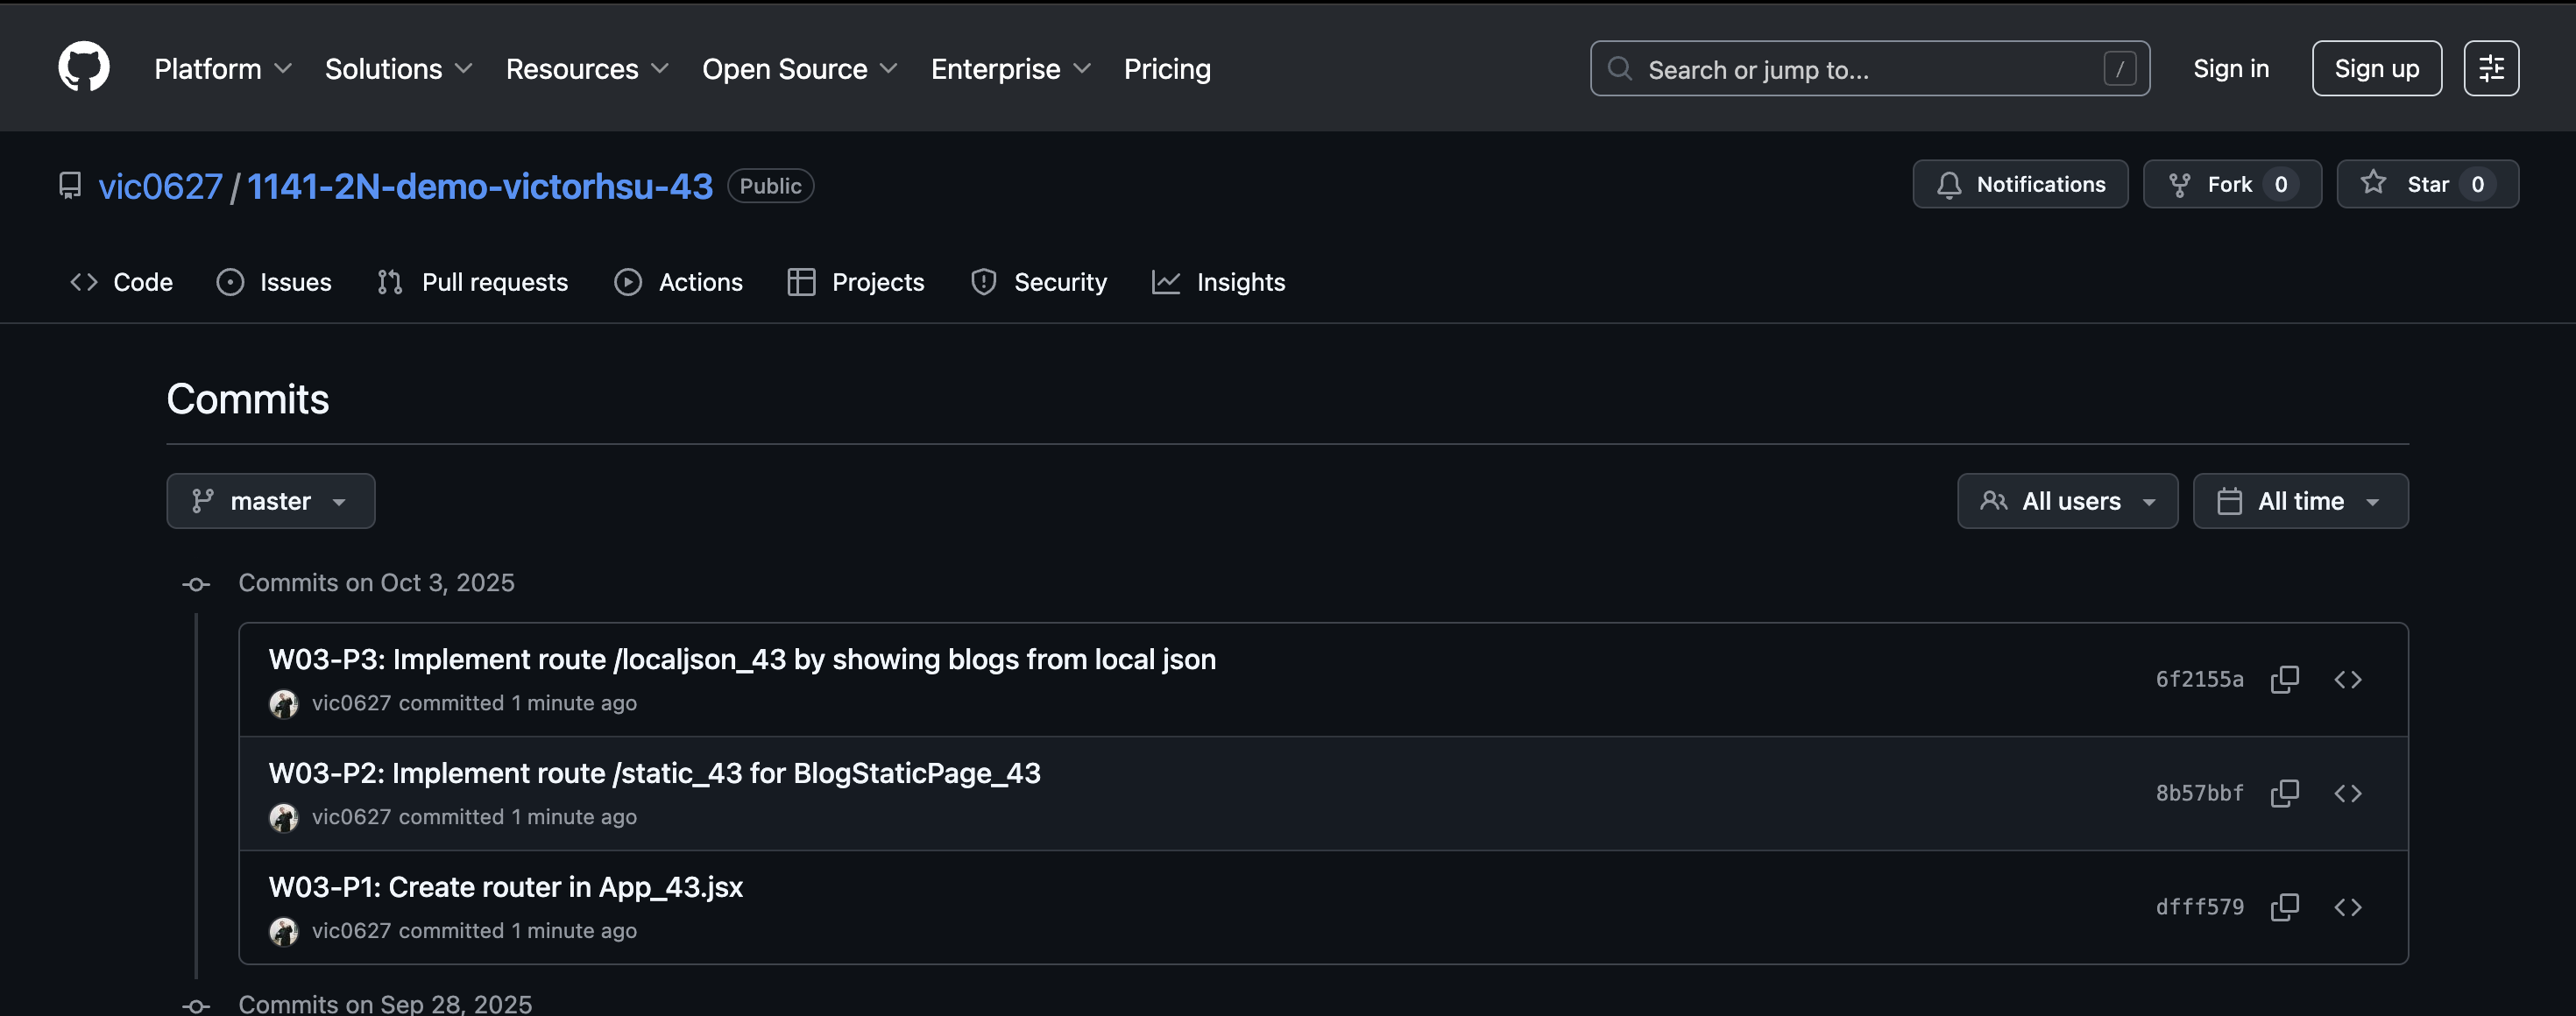 Platform Solutions Resources Open Source Enterprise Pricing Search or jump to... / Sign in Sign up
vic0627/1141-2N-demo-victorhsu-43 Public Notifications Fork 0 Star 0
Code Issues Pull requests Actions Projects Security Insights
Commits
master All users All time
Commits on Oct 3, 2025
W03-P3: Implement route /localjson_43 by showing blogs from local json
vic0627 committed 1 minute ago
6f2155a
W03-P2: Implement route /static_43 for BlogStaticPage_43
vic0627 committed 1 minute ago
8b57bbf
W03-P1: Create router in App_43.jsx
vic0627 committed 1 minute ago
dfff579
Commits on Sep 28, 2025